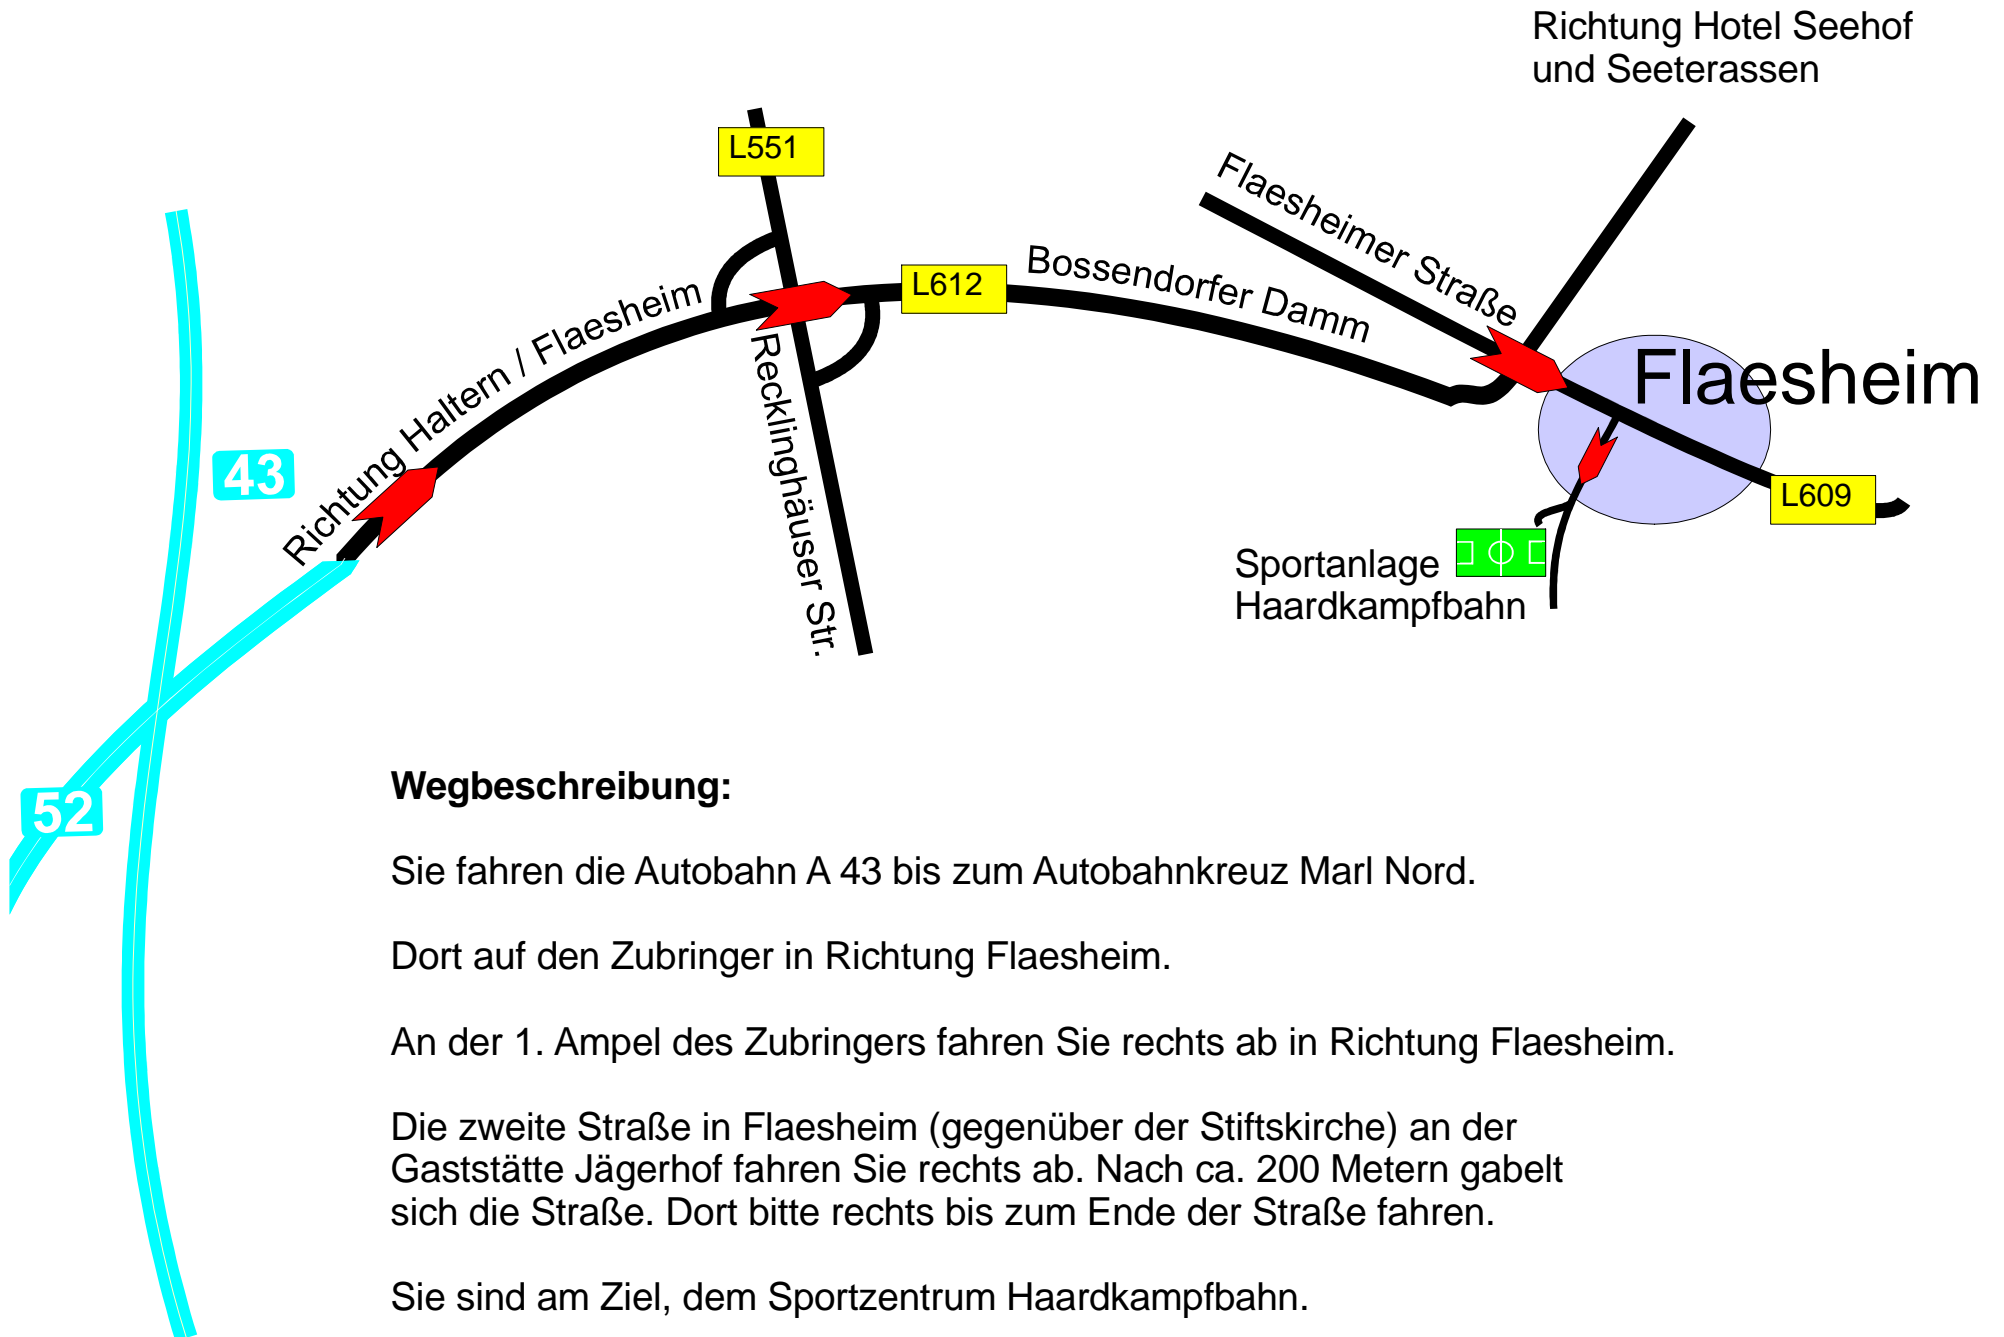 Richtung Hotel Seehof
und Seeterassen
L551
Flaesheimer Straße
Bossendorfer Damm
L612
Richtung Haltern / Flaesheim
Recklinghäuser Str.
Flaesheim
43
L609
Sportanlage
Haardkampfbahn
52
Wegbeschreibung:
Sie fahren die Autobahn A 43 bis zum Autobahnkreuz Marl Nord.
Dort auf den Zubringer in Richtung Flaesheim.
An der 1. Ampel des Zubringers fahren Sie rechts ab in Richtung Flaesheim.
Die zweite Straße in Flaesheim (gegenüber der Stiftskirche) an der
Gaststätte Jägerhof fahren Sie rechts ab. Nach ca. 200 Metern gabelt
sich die Straße. Dort bitte rechts bis zum Ende der Straße fahren.
Sie sind am Ziel, dem Sportzentrum Haardkampfbahn.